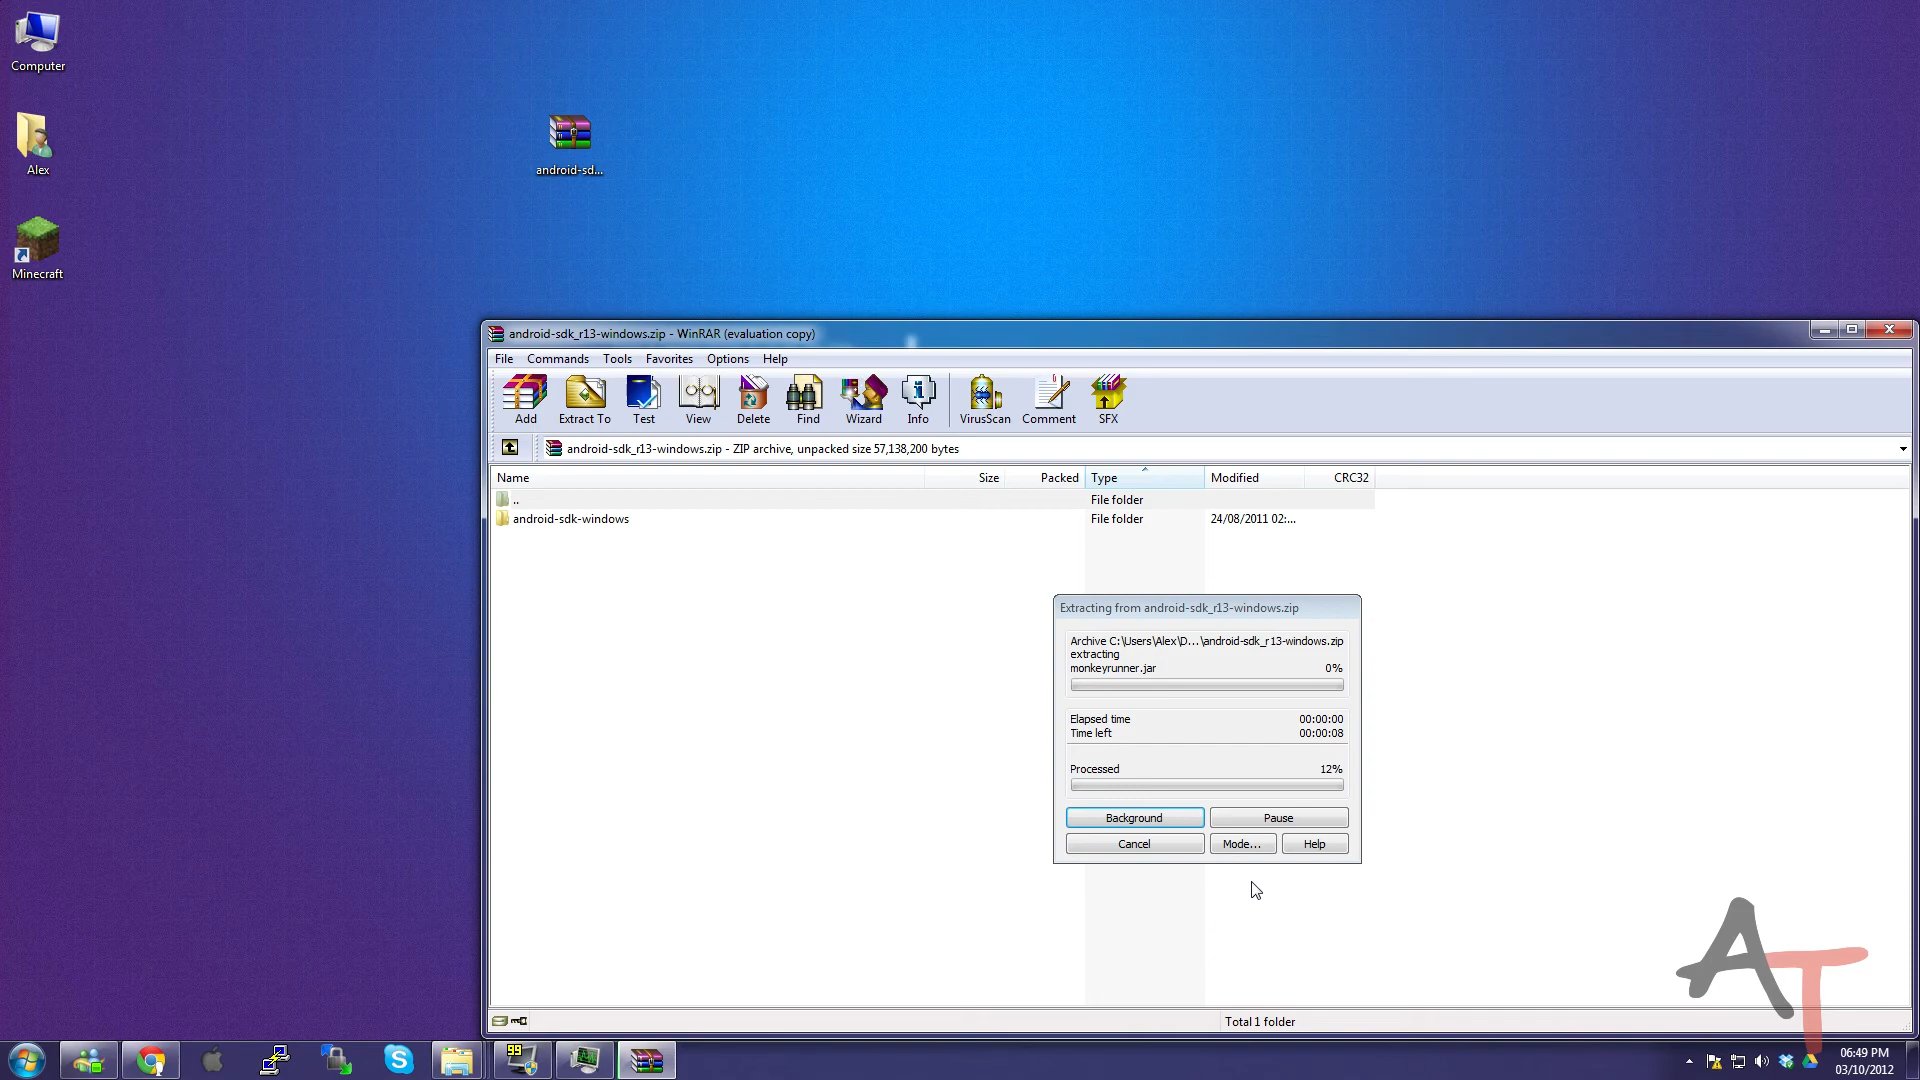 Computer
Alex
Minecraft
android-sd...
android-sdk_r13-windows.zip - WinRAR (evaluation copy)
File Commands Tools Favorites Options Help
Add Extract To Test View Delete Find Wizard Info VirusScan Comment SFX
android-sdk_r13-windows.zip - ZIP archive, unpacked size 57,138,200 bytes
Name Size Packed Type Modified CRC32
.. File folder
android-sdk-windows File folder 24/08/2011 02:...
Extracting from android-sdk_r13-windows.zip
Archive C:\Users\Alex\D...\android-sdk_r13-windows.zip
extracting
monkeyrunner.jar 0%
Elapsed time 00:00:00
Time left 00:00:08
Processed 12%
Background Pause
Cancel Mode... Help
Total 1 folder
AT
99
06:49 PM
03/10/2012